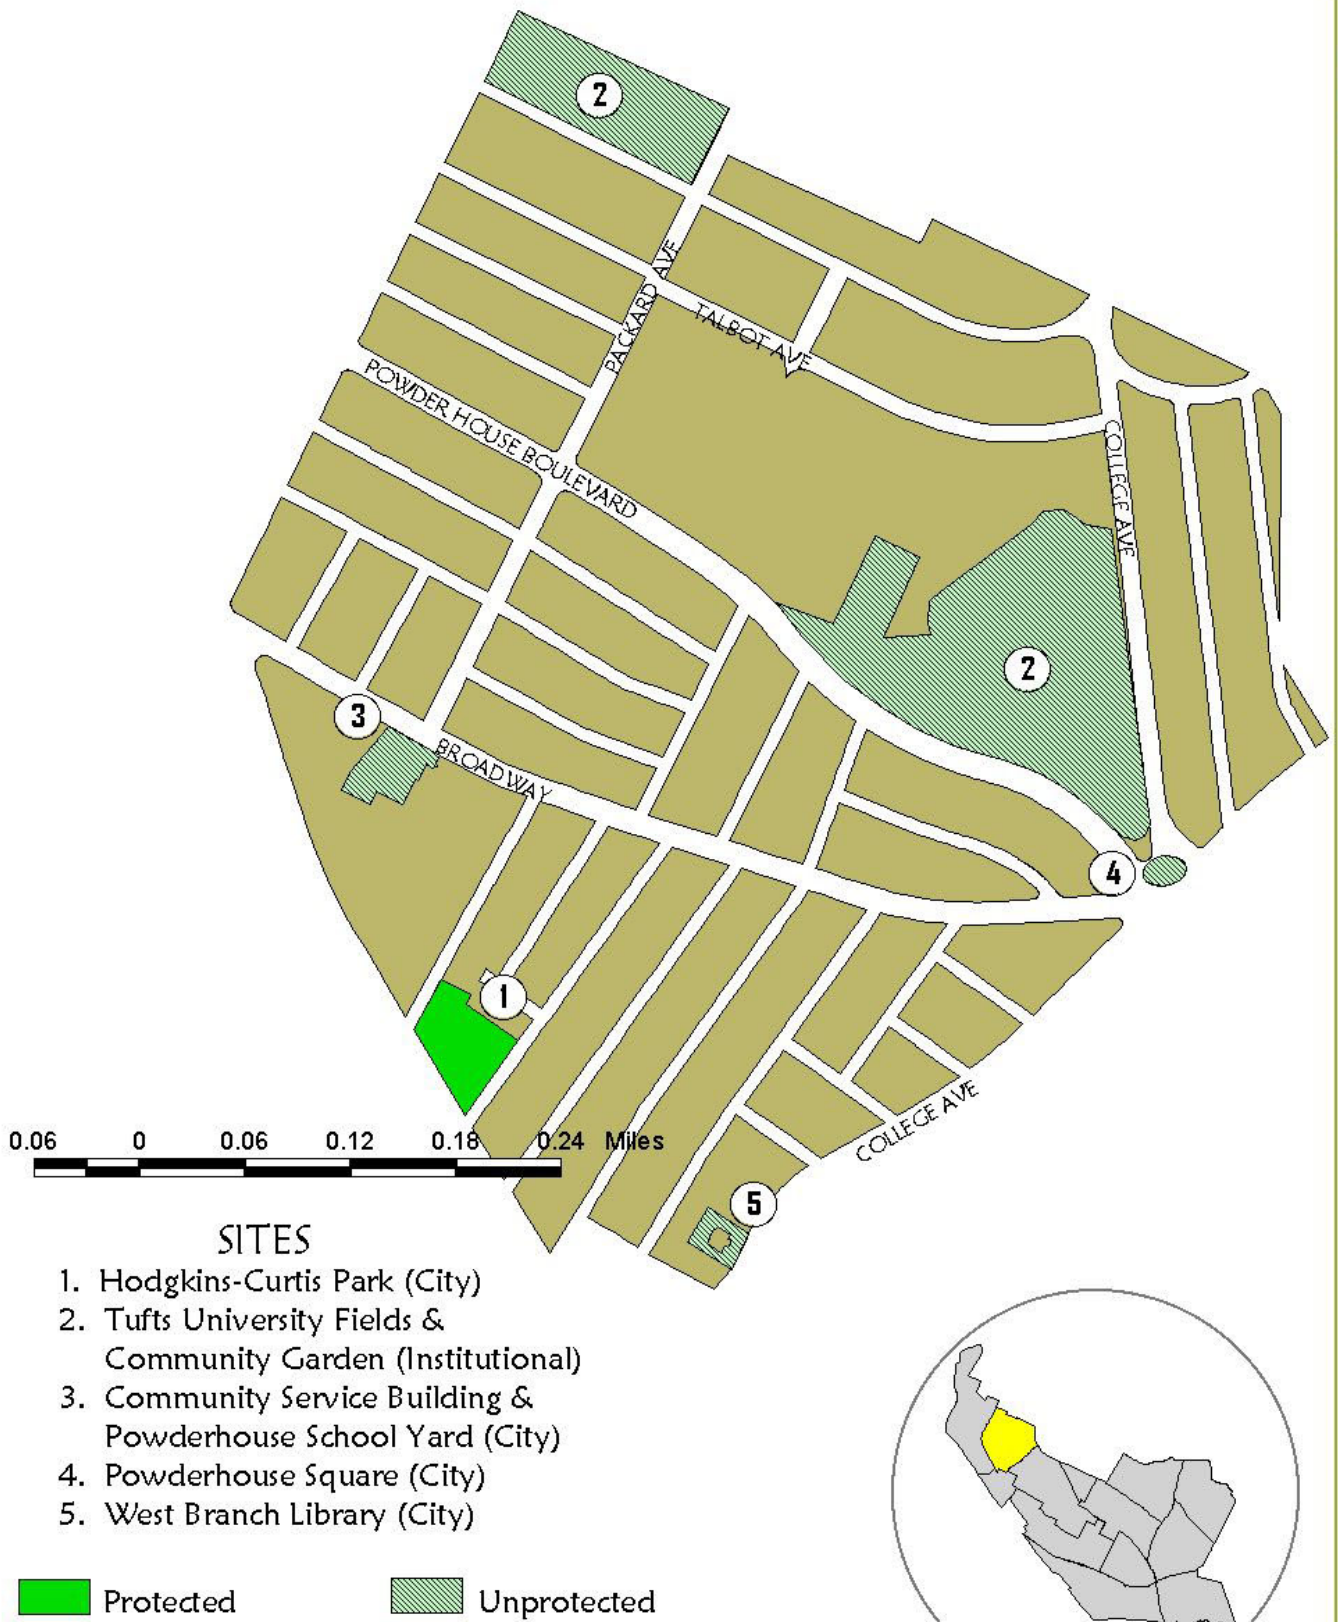 2
PACKARD AVE
TALBOT AVE
POWDER HOUSE BOULEVARD
COLLEGE AVE
2
3
BROADWAY
4
1
COLLEGE AVE
0.06 0 0.06 0.12 0.18 0.24 Miles
5
SITES
1. Hodgkins-Curtis Park (City)
2. Tufts University Fields &
Community Garden (Institutional)
3. Community Service Building &
Powderhouse School Yard (City)
4. Powderhouse Square (City)
5. West Branch Library (City)
Protected Unprotected